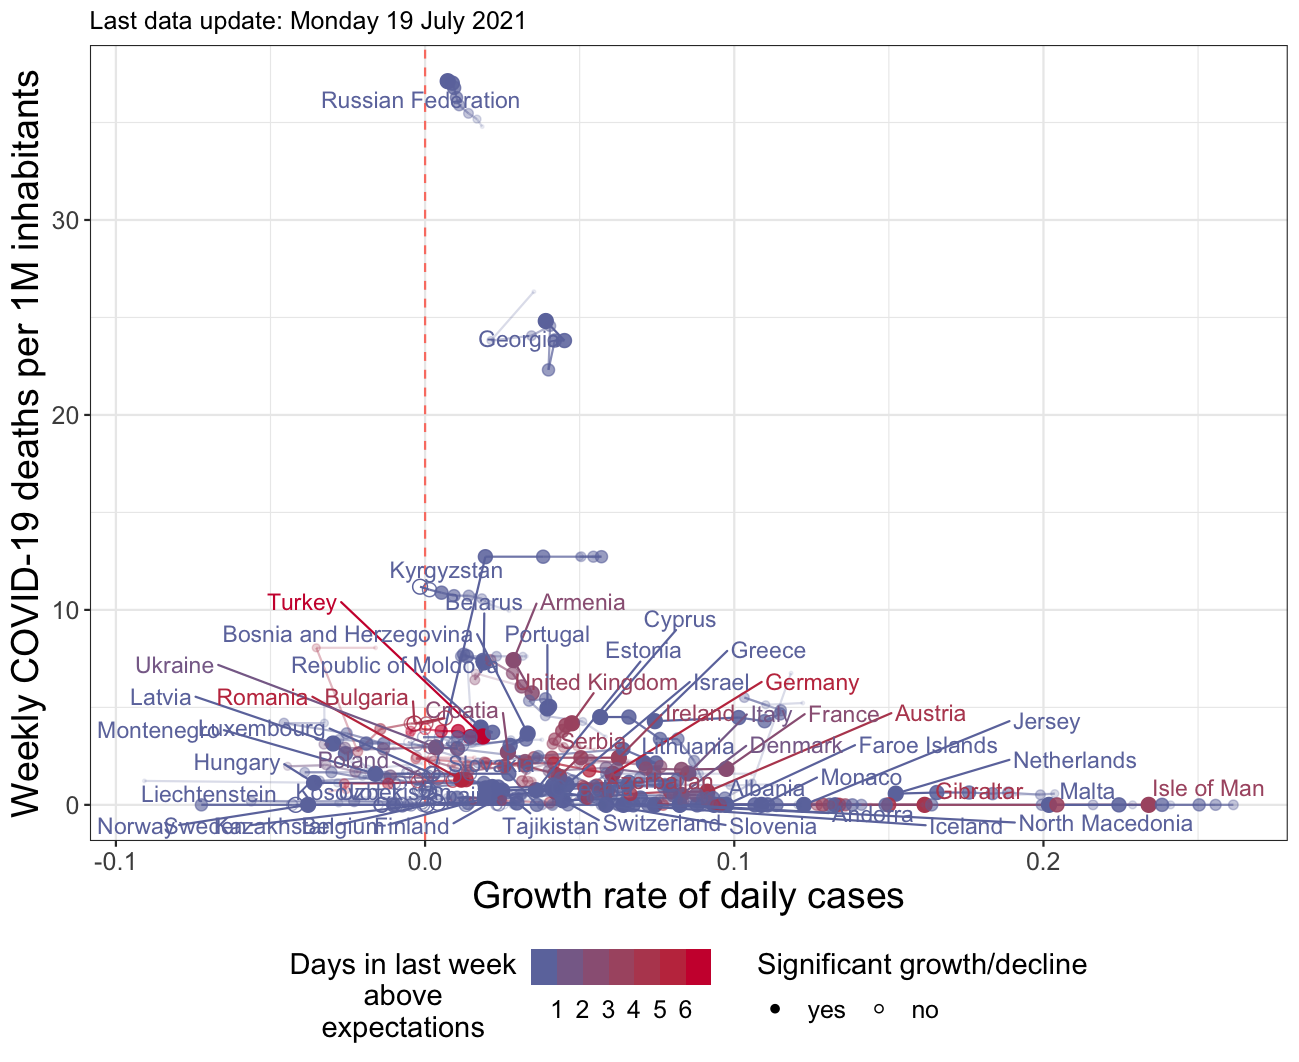 Last data update: Monday 19 July 2021
Weekly COVID-19 deaths per 1M inhabitants
30
20
10
0
Russian Federation
Georgia
Kyrgyzstan
Turkey
Belarus
Armenia
Bosnia and Herzegovina
Portugal
Cyprus
Ukraine
Republic of Moldova
Estonia
Greece
Latvia
Romania
Bulgaria
United Kingdom
Israel
Germany
Croatia
Ireland
Italy
France
Austria
Montenegro
Luxembourg
Serbia
Lithuania
Denmark
Faroe Islands
Jersey
Hungary
Poland
Netherlands
Liechtenstein
Kosovo
Uzbekistan
Azerbaijan
Albania
Monaco
Gibraltar
Malta
Isle of Man
Andorra
Norway
Sweden
Kazakhstan
Belgium
Finland
Tajikistan
Switzerland
Slovenia
Iceland
North Macedonia
-0.1
0.0
0.1
0.2
Growth rate of daily cases
Days in last week
above
expectations
1 2 3 4 5 6
Significant growth/decline
yes
no